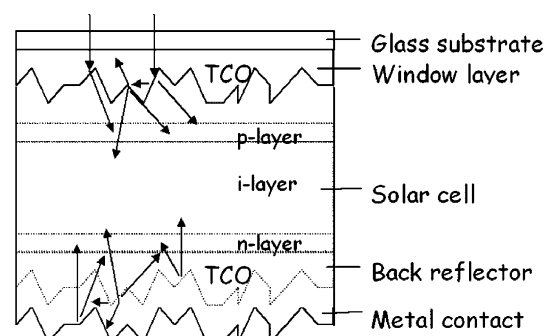 Glass substrate
TCO
Window layer
p-layer
i-layer
Solar cell
n-layer
TCO
Back reflector
Metal contact